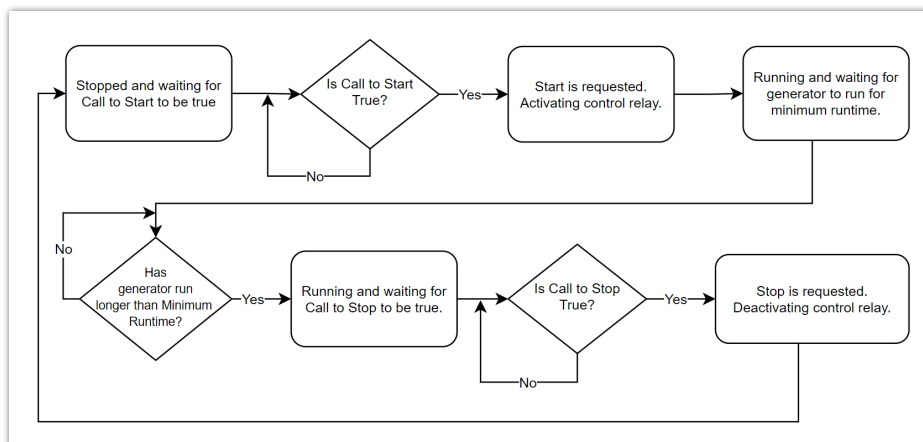 Stopped and waiting for
Call to Start to be true
Is Call to Start
True?
Yes
No
Start is requested.
Activating control relay.
Running and waiting for
generator to run for
minimum runtime.
No
Has
generator run
longer than Minimum
Runtime?
Yes
Running and waiting for
Call to Stop to be true.
Is Call to Stop
True?
Yes
No
Stop is requested.
Deactivating control relay.